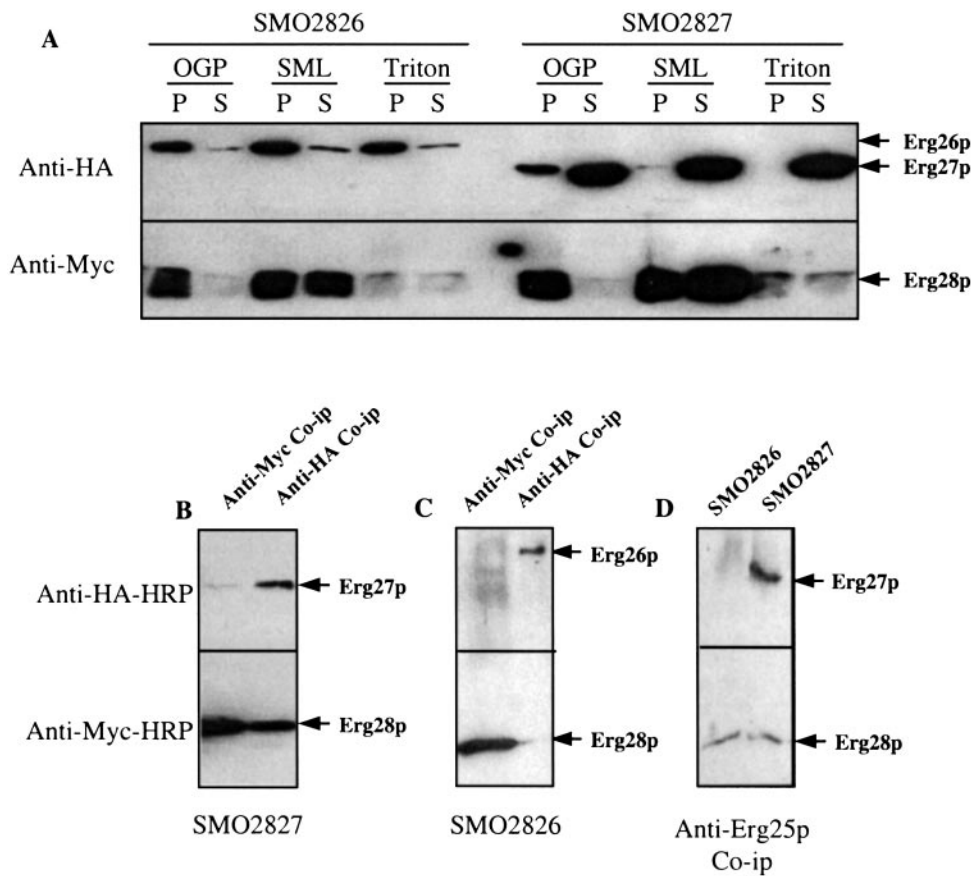 A
SMO2826 SMO2827
OGP SML Triton OGP SML Triton
P S P S P S P S P S P S
Anti-HA
Erg26p
Erg27p
Anti-Myc
Erg28p
B
Anti-Myc Co-ip
Anti-HA Co-ip
Anti-HA-HRP
Erg27p
Anti-Myc-HRP
Erg28p
SMO2827
C
Anti-Myc Co-ip
Anti-HA Co-ip
Erg26p
Erg28p
SMO2826
D
SMO2826
SMO2827
Erg27p
Erg28p
Anti-Erg25p
Co-ip